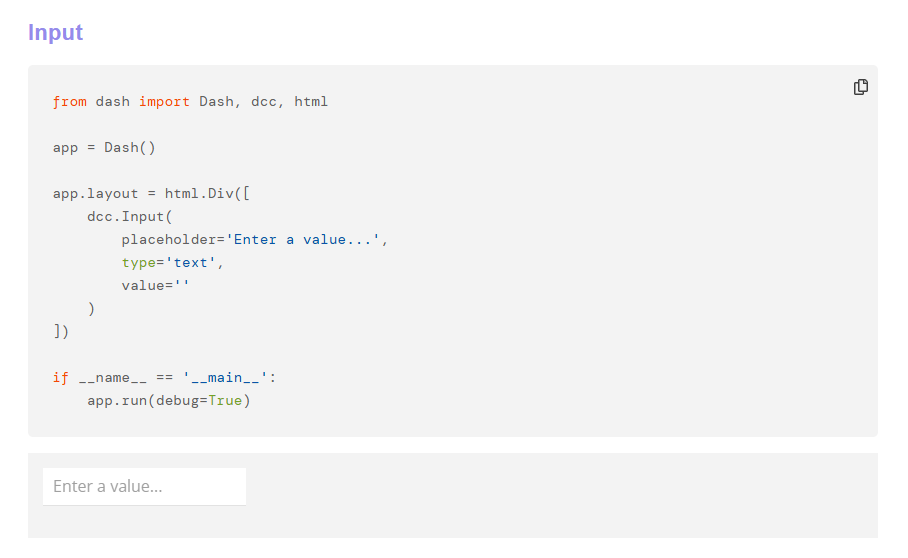 Input
from dash import Dash, dcc, html
app = Dash()
app.layout = html.Div([
    dcc.Input(
        placeholder='Enter a value...',
        type='text',
        value=''
    )
])
if __name__ == '__main__':
    app.run(debug=True)
Enter a value...